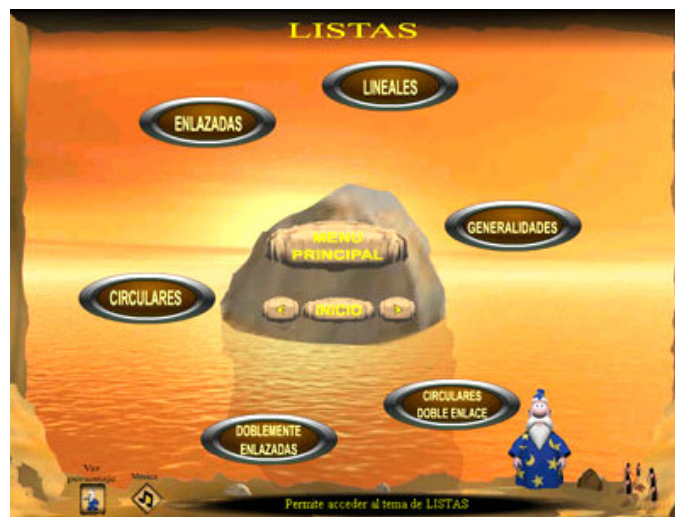 LISTAS
LINEALES
ENLAZADAS
GENERALIDADES
MENU
PRINCIPAL
CIRCULARES
INICIO
CIRCULARES
DOBLE ENLACE
DOBLEMENTE
ENLAZADAS
Ver
personaje
Música
Permite acceder al tema de LISTAS